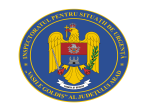 INSPECTORATUL PENTRU SITUAȚII DE URGENȚĂ
"VASILE GOLDIȘ" AL JUDEȚULUI ARAD